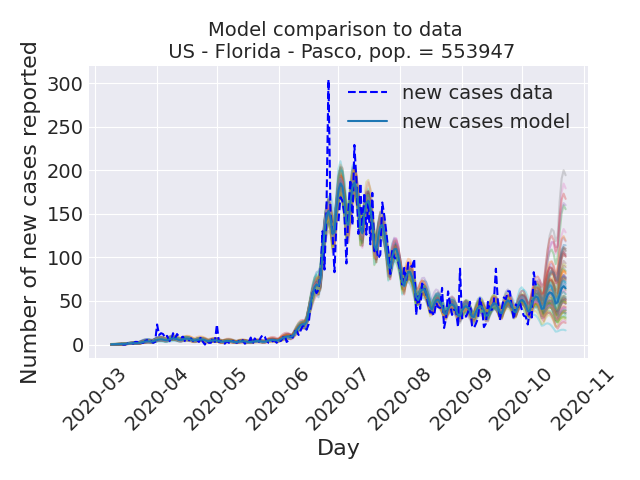 Model comparison to data
US - Florida - Pasco, pop. = 553947
Number of new cases reported
300
250
200
150
100
50
0
new cases data
new cases model
2020-03
2020-04
2020-05
2020-06
2020-07
2020-08
2020-09
2020-10
2020-11
Day